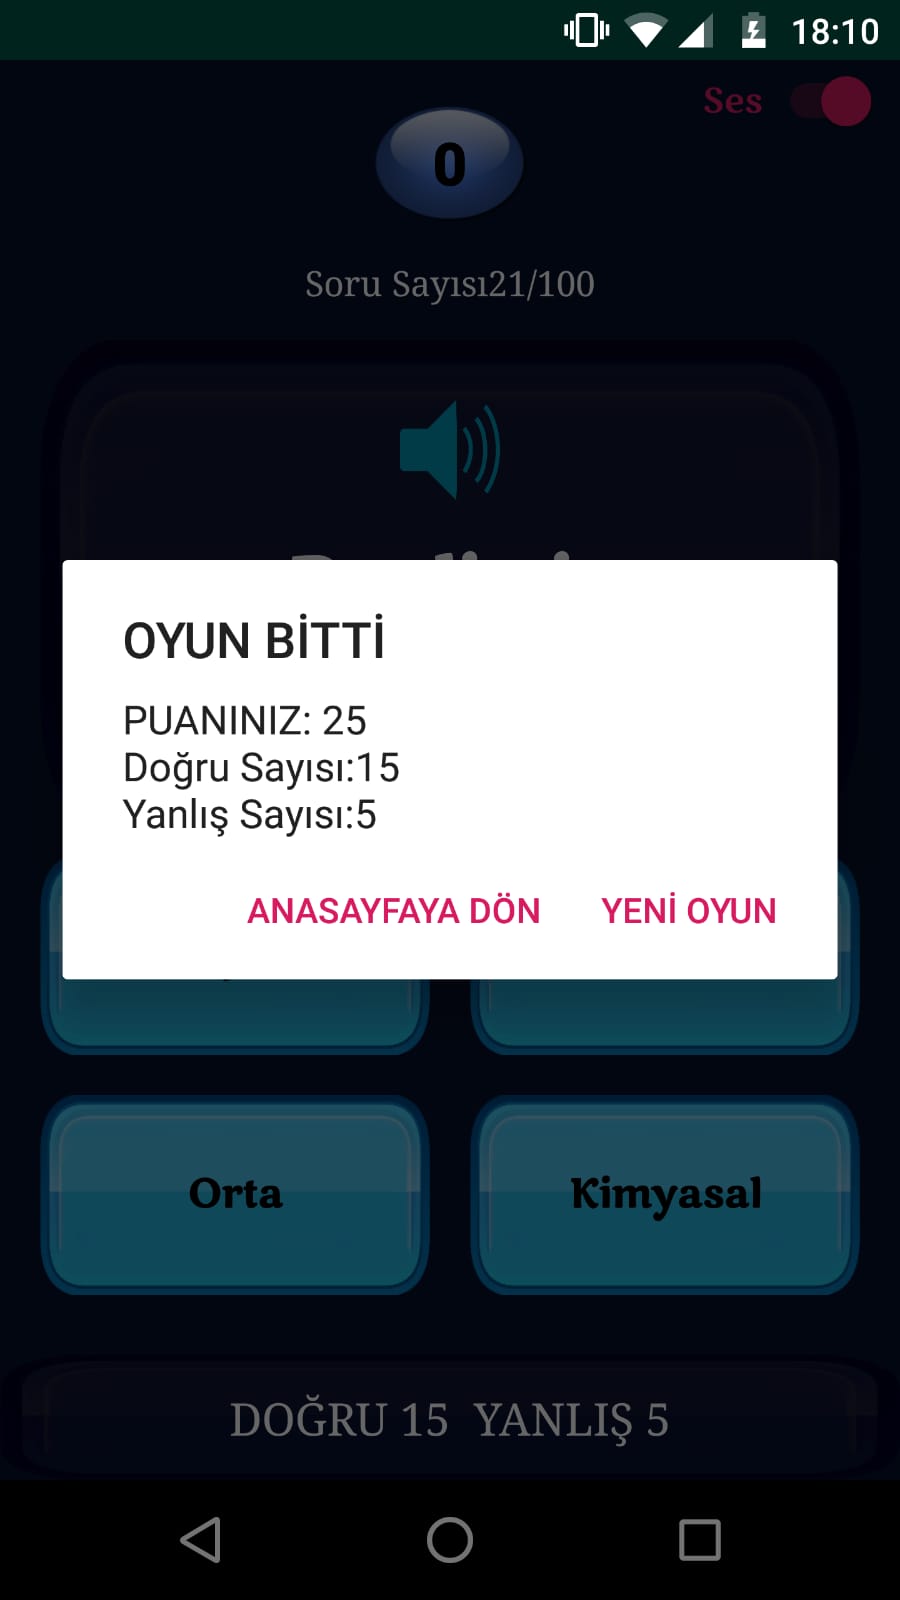 18:10
Ses
0
Soru Sayısı21/100
OYUN BİTTİ
PUANINIZ: 25
Doğru Sayısı:15
Yanlış Sayısı:5
ANASAYFAYA DÖN YENİ OYUN
Orta Kimyasal
DOĞRU 15 YANLIŞ 5